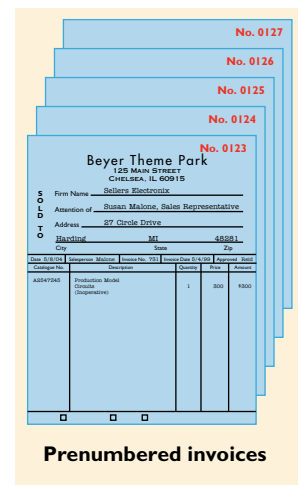 No. 0127
No. 0126
No. 0125
No. 0124
No. 0123
Beyer Theme Park
125 MAIN STREET
CHELSEA, IL 60915
SOLD TO
Firm Name Sellers Electronix
Attention of Susan Malone, Sales Representative
Address 27 Circle Drive
Harding MI 48281
City State Zip
Date 5/8/04 Salesperson Malone Invoice No. 731 Invoice Date 5/4/99 Approved Reid
Catalogue No. Description Quantity Price Amount
A2547345 Production Model 1 300 $300
Circuits
(Inoperative)
Prenumbered invoices